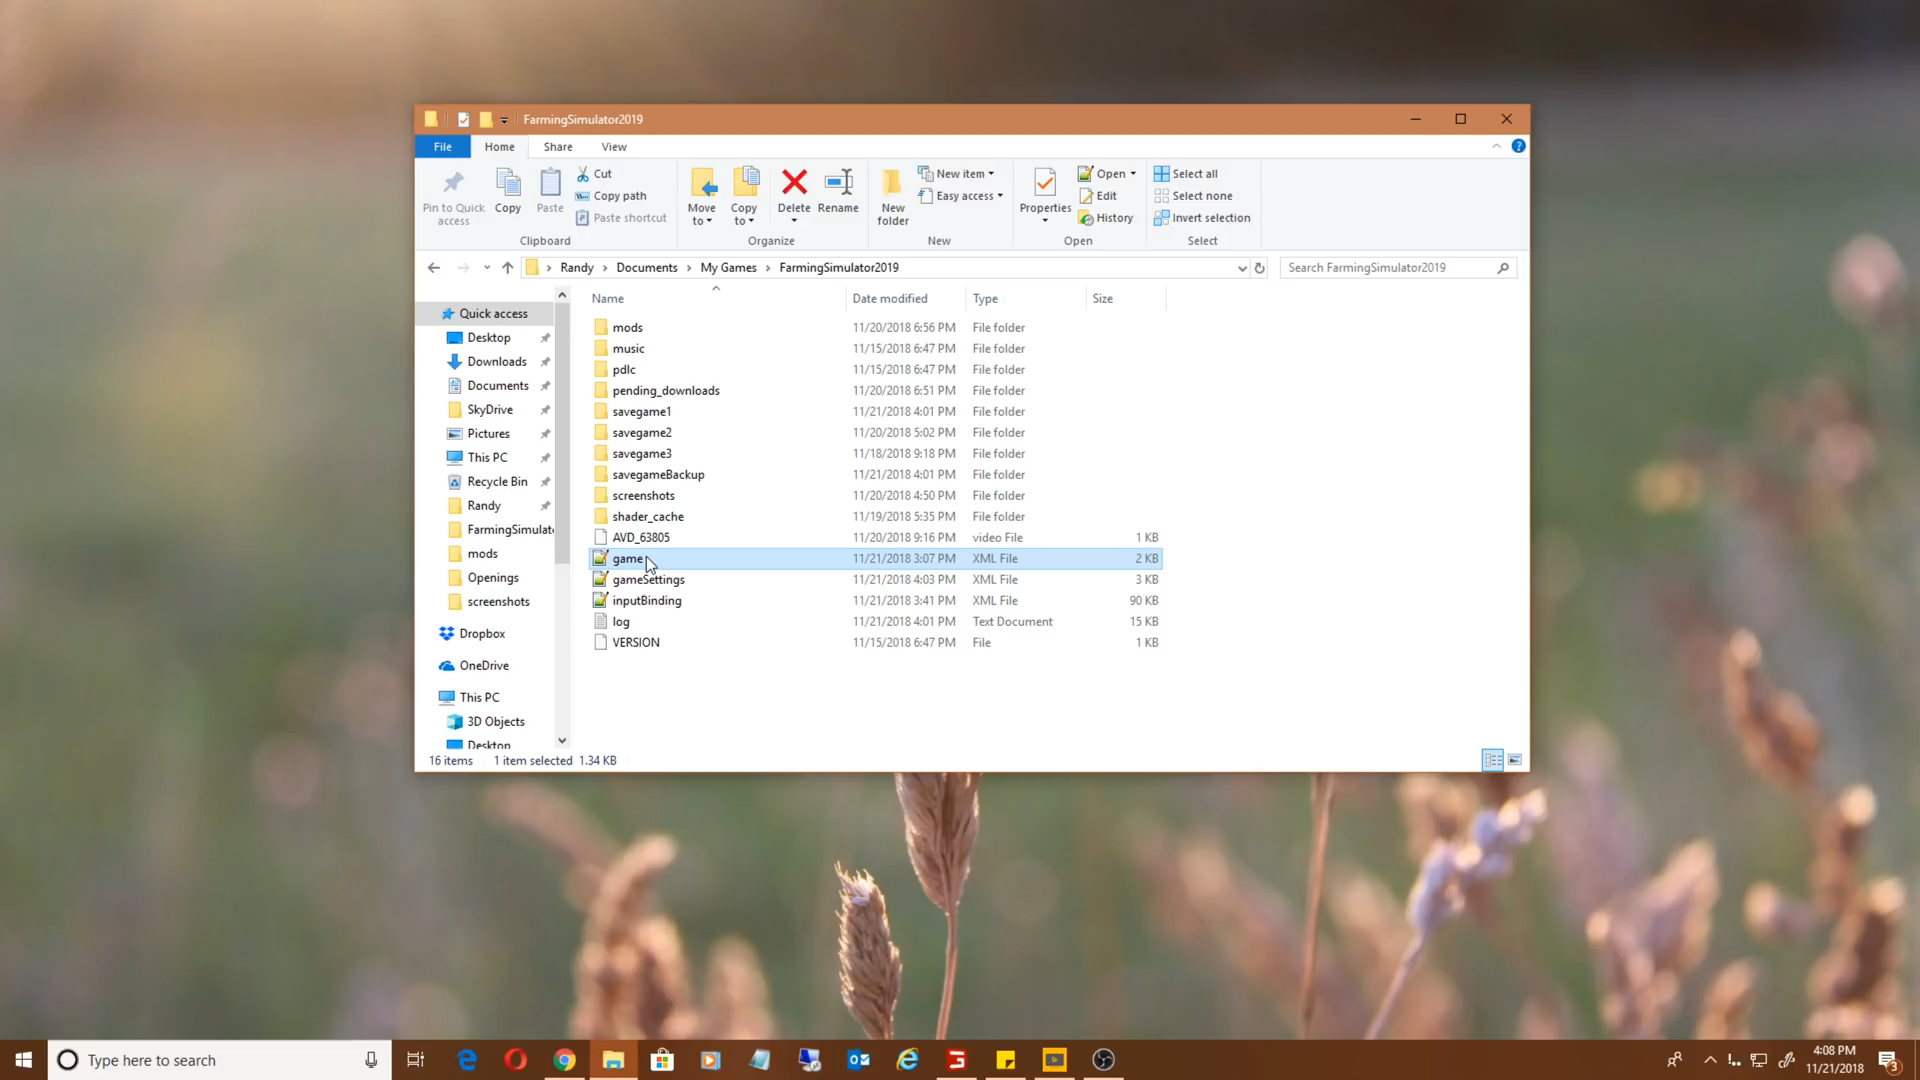 FarmingSimulator2019
File Home Share View
Pin to Quick access
Copy
Paste
Cut
Copy path
Paste shortcut
Clipboard
Move to
Copy to
Delete
Rename
Organize
New folder
New item
Easy access
New
Properties
Open
Edit
History
Open
Select all
Select none
Invert selection
Select
Randy > Documents > My Games > FarmingSimulator2019
Search FarmingSimulator2019
Quick access
Desktop
Downloads
Documents
SkyDrive
Pictures
This PC
Recycle Bin
Randy
FarmingSimulato
mods
Openings
screenshots
Dropbox
OneDrive
This PC
3D Objects
Desktop
Name Date modified Type Size
mods 11/20/2018 6:56 PM File folder
music 11/15/2018 6:47 PM File folder
pdlc 11/15/2018 6:47 PM File folder
pending_downloads 11/20/2018 6:51 PM File folder
savegame1 11/21/2018 4:01 PM File folder
savegame2 11/20/2018 5:02 PM File folder
savegame3 11/18/2018 9:18 PM File folder
savegameBackup 11/21/2018 4:01 PM File folder
screenshots 11/20/2018 4:50 PM File folder
shader_cache 11/19/2018 5:35 PM File folder
AVD_63805 11/20/2018 9:16 PM video File 1 KB
game 11/21/2018 3:07 PM XML File 2 KB
gameSettings 11/21/2018 4:03 PM XML File 3 KB
inputBinding 11/21/2018 3:41 PM XML File 90 KB
log 11/21/2018 4:01 PM Text Document 15 KB
VERSION 11/15/2018 6:47 PM File 1 KB
16 items 1 item selected 1.34 KB
Type here to search
4:08 PM
11/21/2018
3